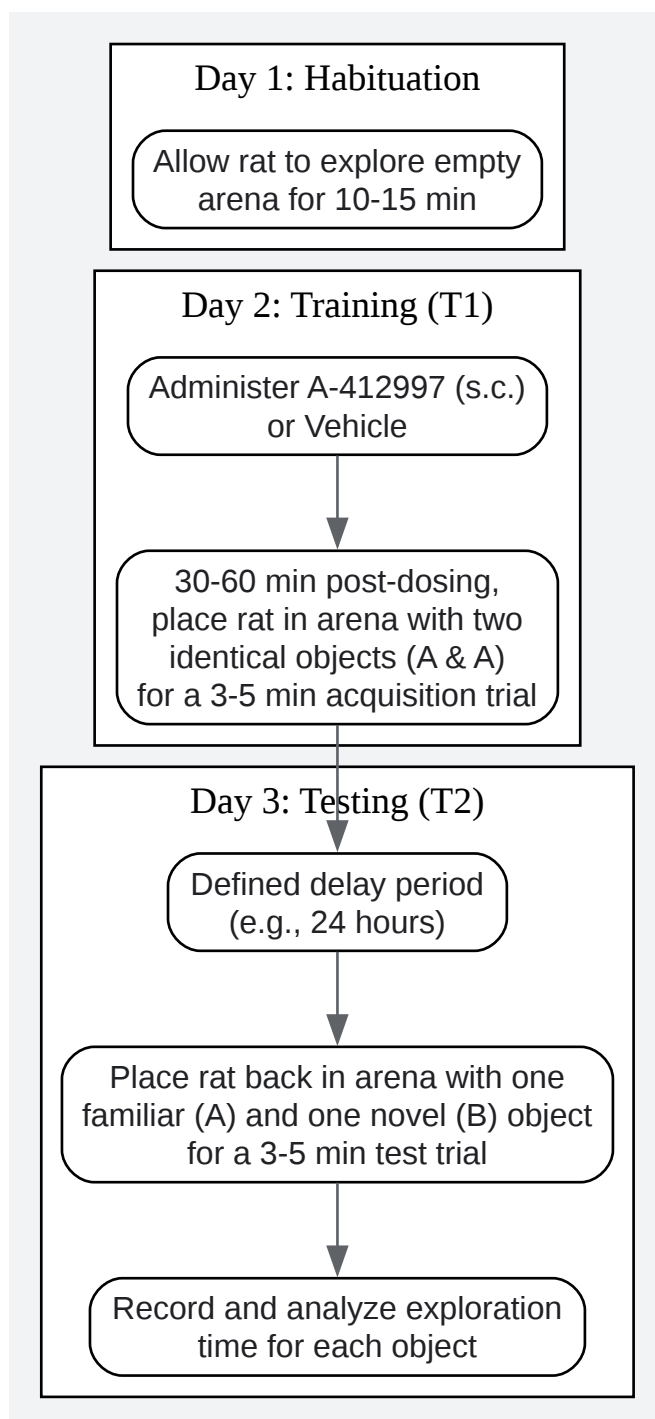 Day 1: Habituation
Allow rat to explore empty
arena for 10-15 min
Day 2: Training (T1)
Administer A-412997 (s.c.)
or Vehicle
30-60 min post-dosing,
place rat in arena with two
identical objects (A & A)
for a 3-5 min acquisition trial
Day 3: Testing (T2)
Defined delay period
(e.g., 24 hours)
Place rat back in arena with one
familiar (A) and one novel (B) object
for a 3-5 min test trial
Record and analyze exploration
time for each object